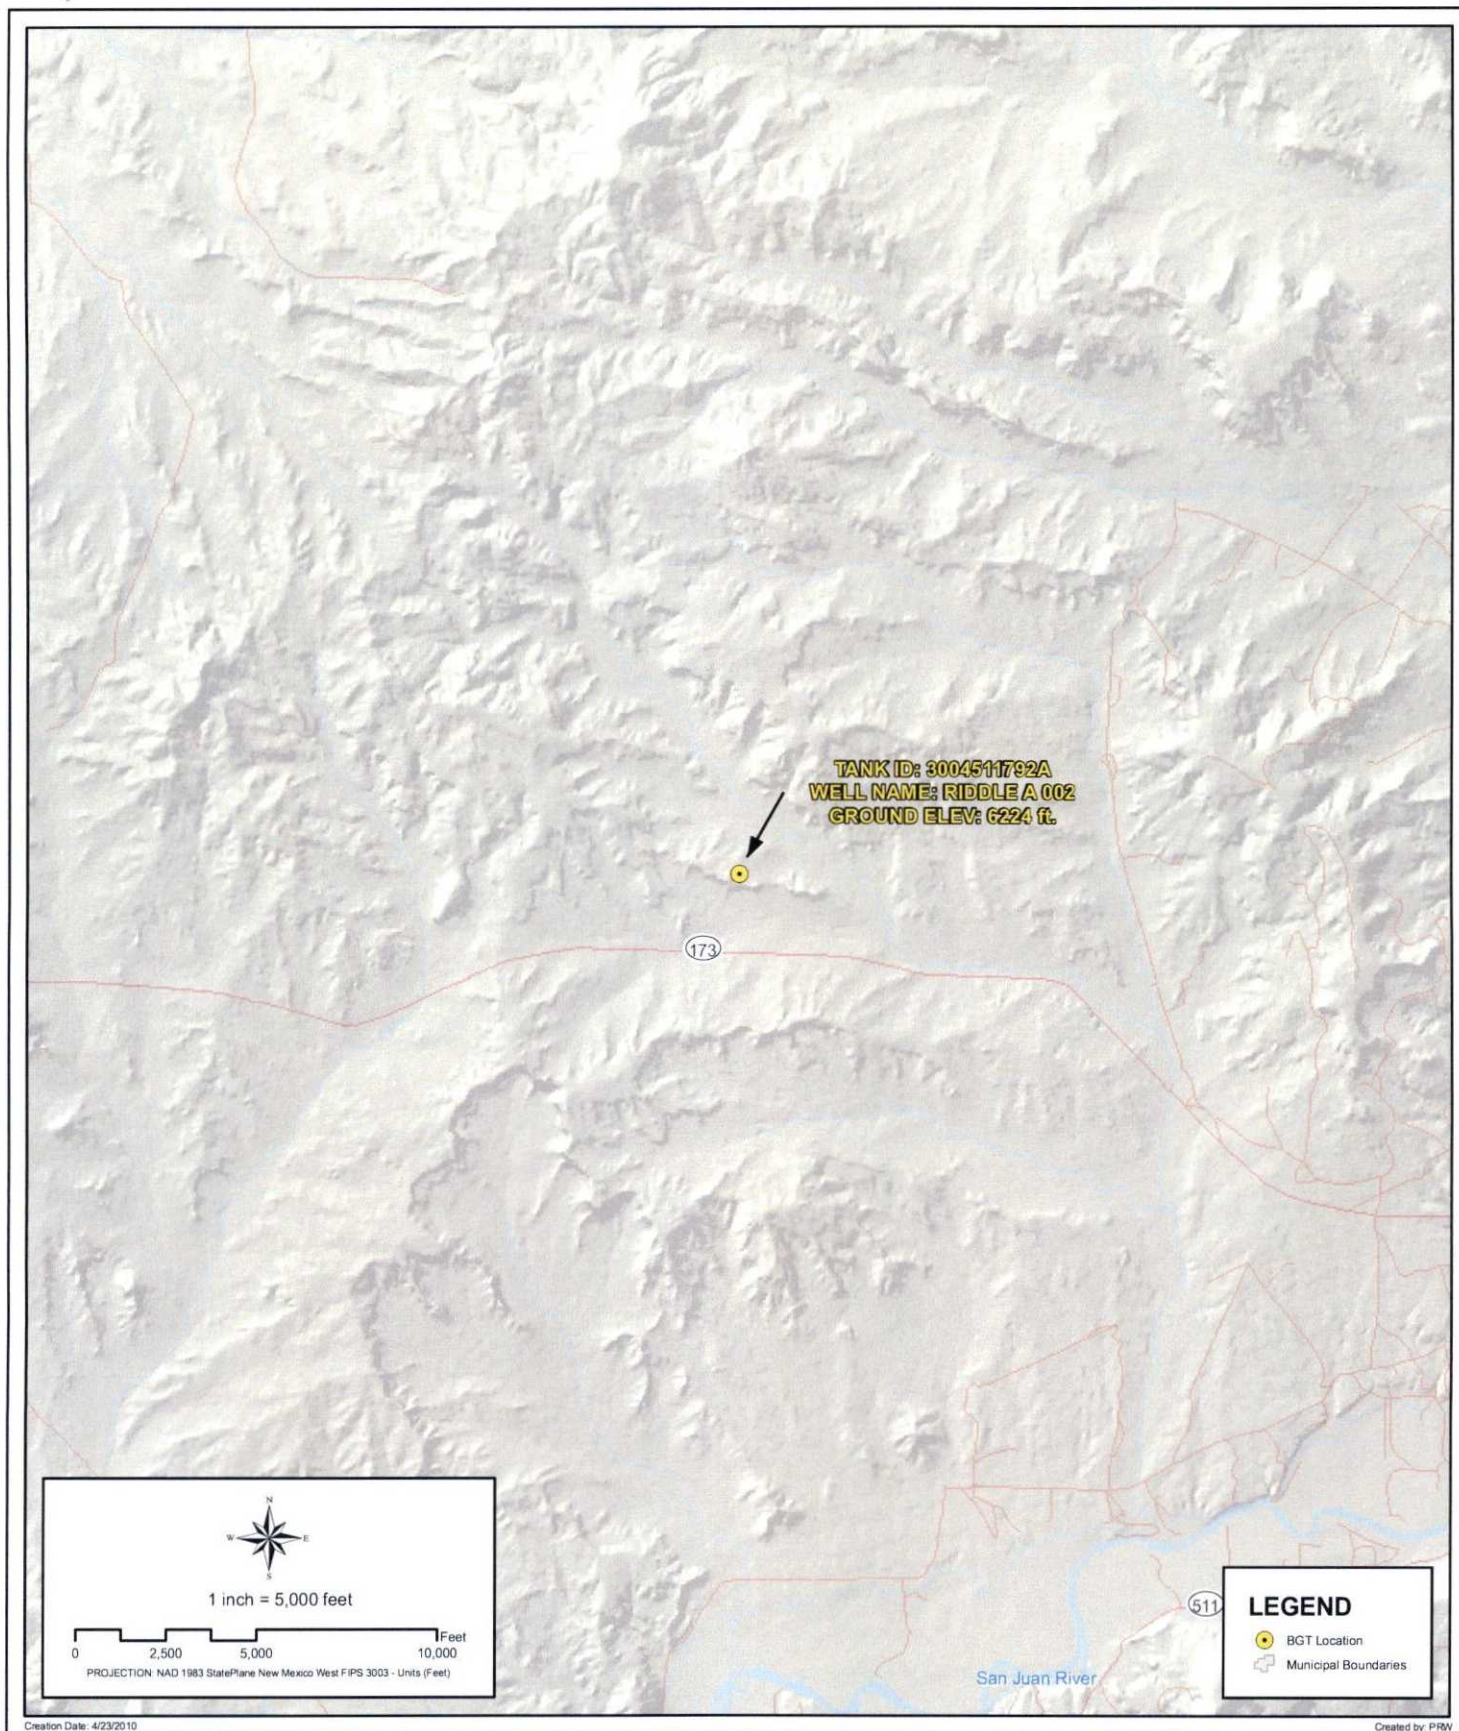 TANK ID: 3004511792A
WELL NAME: RIDDLE A 002
GROUND ELEV: 6224 ft.
173
N
W E
S
1 inch = 5,000 feet
Feet
0 2,500 5,000 10,000
PROJECTION: NAD 1983 StatePlane New Mexico West FIPS 3003 - Units (Feet)
511
San Juan River
LEGEND
BGT Location
Municipal Boundaries
Creation Date: 4/23/2010
Created by: PRW